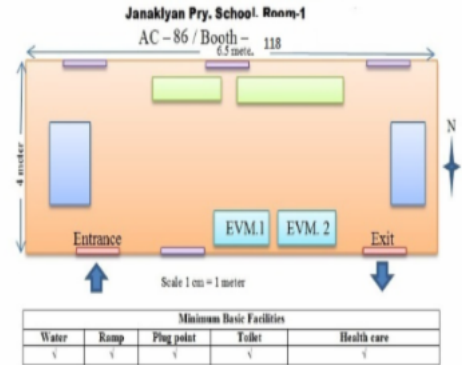 Janaklyan Pry. School. Room-1
AC – 86 / Booth – 118
6.5 mete.
4 meter
N
EVM.1 EVM. 2
Entrance Exit
Scale 1 cm = 1 meter
Minimum Basic Facilities
Water Ramp Plug point Toilet Health care
√ √ √ √ √